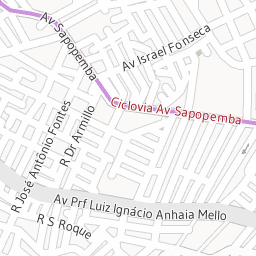 Av Sapopemba
Av Israel Fonseca
Ciclovia Av Sapopemba
R José Antônio Fontes
R Dr Armillo
Av Prf Luiz Ignácio Anhaia Mello
R S Roque